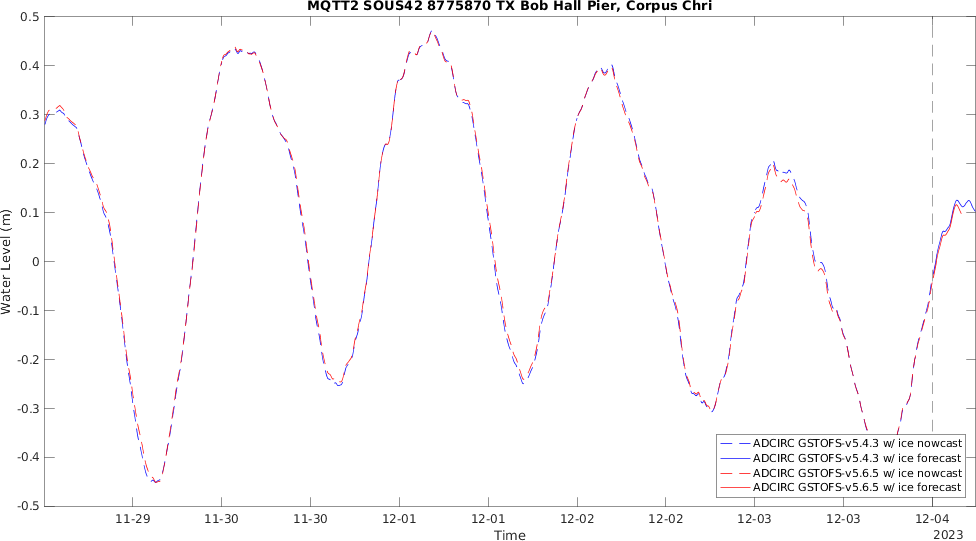 MQTT2 SOUS42 8775870 TX Bob Hall Pier, Corpus Chri
0.5
0.4
0.3
0.2
0.1
0
-0.1
-0.2
-0.3
-0.4
-0.5
Water Level (m)
ADCIRC GSTOFS-v5.4.3 w/ ice nowcast
ADCIRC GSTOFS-v5.4.3 w/ ice forecast
ADCIRC GSTOFS-v5.6.5 w/ ice nowcast
ADCIRC GSTOFS-v5.6.5 w/ ice forecast
11-29 11-30 11-30 12-01 12-01 12-02 12-02 12-03 12-03 12-04
Time
2023